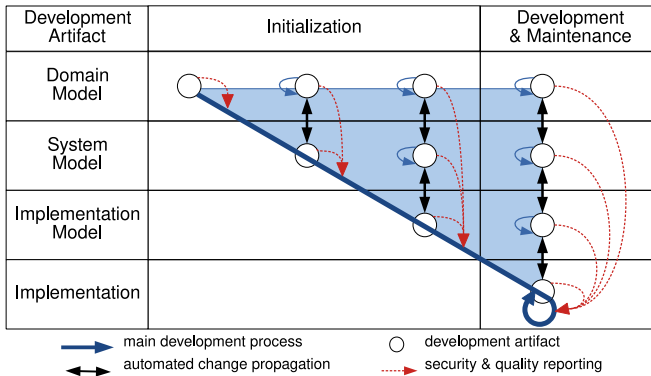 Development
Artifact
Initialization
Development
& Maintenance
Domain
Model
System
Model
Implementation
Model
Implementation
main development process
development artifact
automated change propagation
security & quality reporting